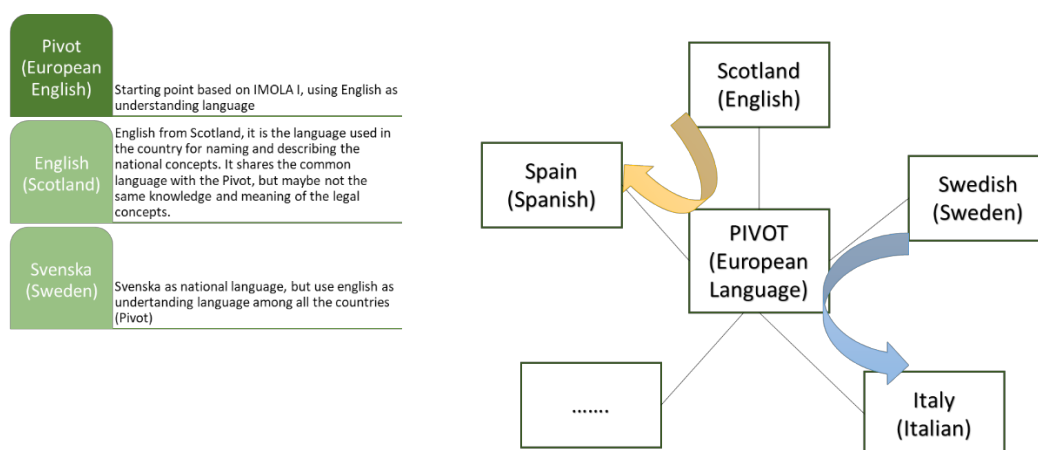 Pivot
(European
English)
Starting point based on IMOLA I, using English as
understanding language
English
(Scotland)
English from Scotland, it is the language used in
the country for naming and describing the
national concepts. It shares the common
language with the Pivot, but maybe not the
same knowledge and meaning of the legal
concepts.
Svenska
(Sweden)
Svenska as national language, but use english as
undertanding language among all the countries
(Pivot)
Scotland
(English)
Spain
(Spanish)
Swedish
(Sweden)
PIVOT
(European
Language)
.......
Italy
(Italian)